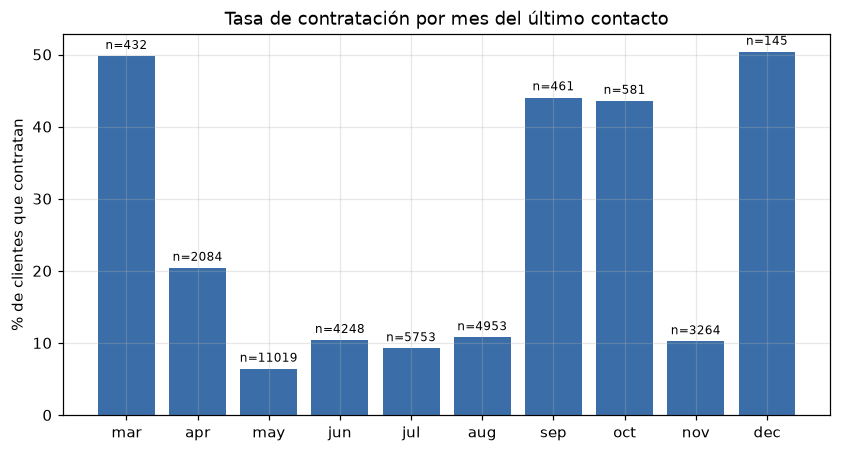 Tasa de contratación por mes del último contacto
% de clientes que contratan
50
40
30
20
10
0
n=432
n=2084
n=11019
n=4248
n=5753
n=4953
n=461
n=581
n=3264
n=145
mar
apr
may
jun
jul
aug
sep
oct
nov
dec